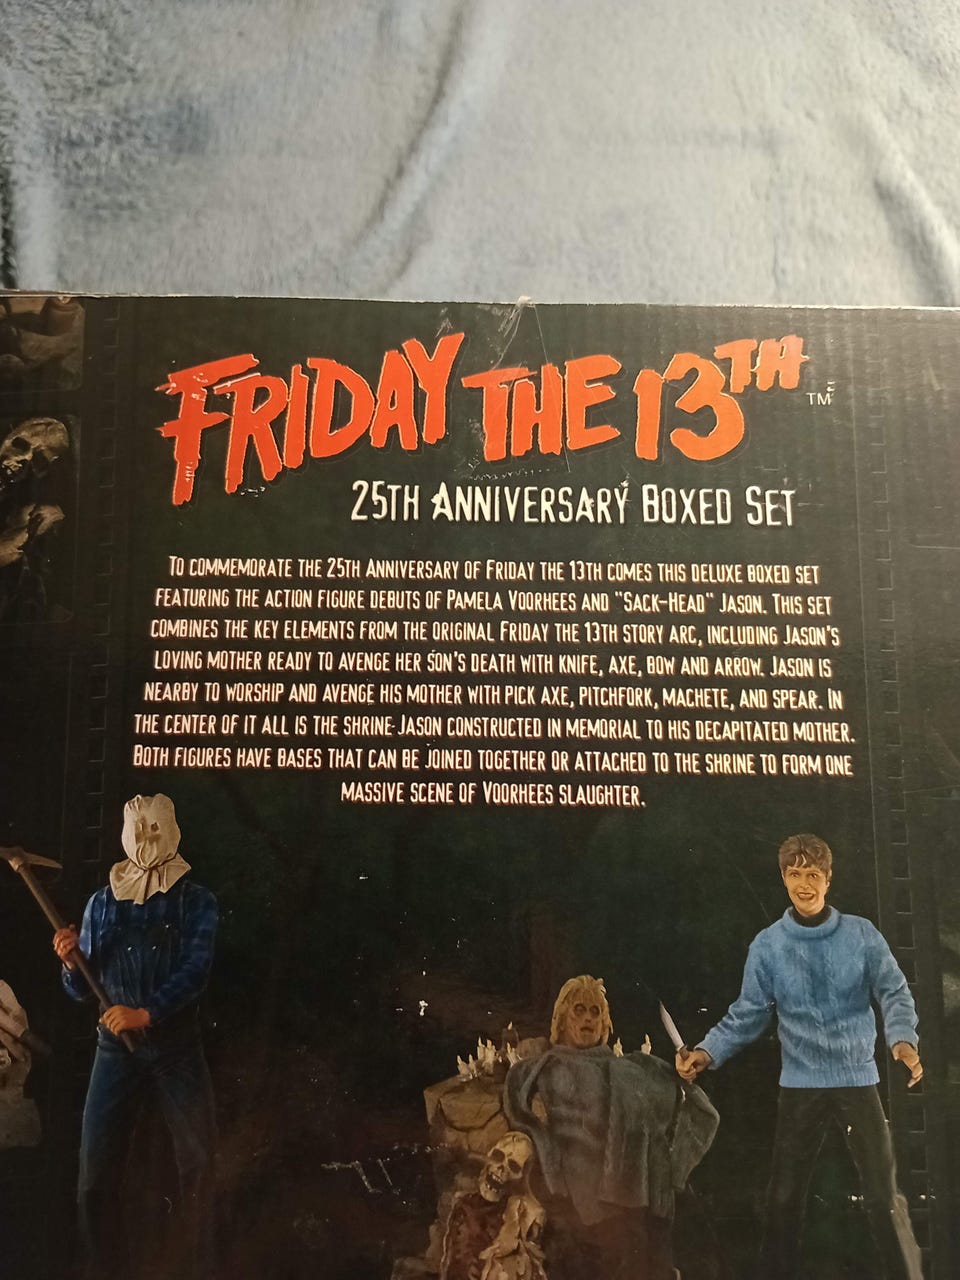 FRIDAY THE 13TH TM
25TH ANNIVERSARY BOXED SET
TO COMMEMORATE THE 25TH ANNIVERSARY OF FRIDAY THE 13TH COMES THIS DELUXE BOXED SET
FEATURING THE ACTION FIGURE DEBUTS OF PAMELA VOORHEES AND "SACK-HEAD" JASON. THIS SET
COMBINES THE KEY ELEMENTS FROM THE ORIGINAL FRIDAY THE 13TH STORY ARC, INCLUDING JASON'S
LOVING MOTHER READY TO AVENGE HER SON'S DEATH WITH KNIFE, AXE, BOW AND ARROW. JASON IS
NEARBY TO WORSHIP AND AVENGE HIS MOTHER WITH PICK AXE, PITCHFORK, MACHETE, AND SPEAR. IN
THE CENTER OF IT ALL IS THE SHRINE JASON CONSTRUCTED IN MEMORIAL TO HIS DECAPITATED MOTHER.
BOTH FIGURES HAVE BASES THAT CAN BE JOINED TOGETHER OR ATTACHED TO THE SHRINE TO FORM ONE
MASSIVE SCENE OF VOORHEES SLAUGHTER.